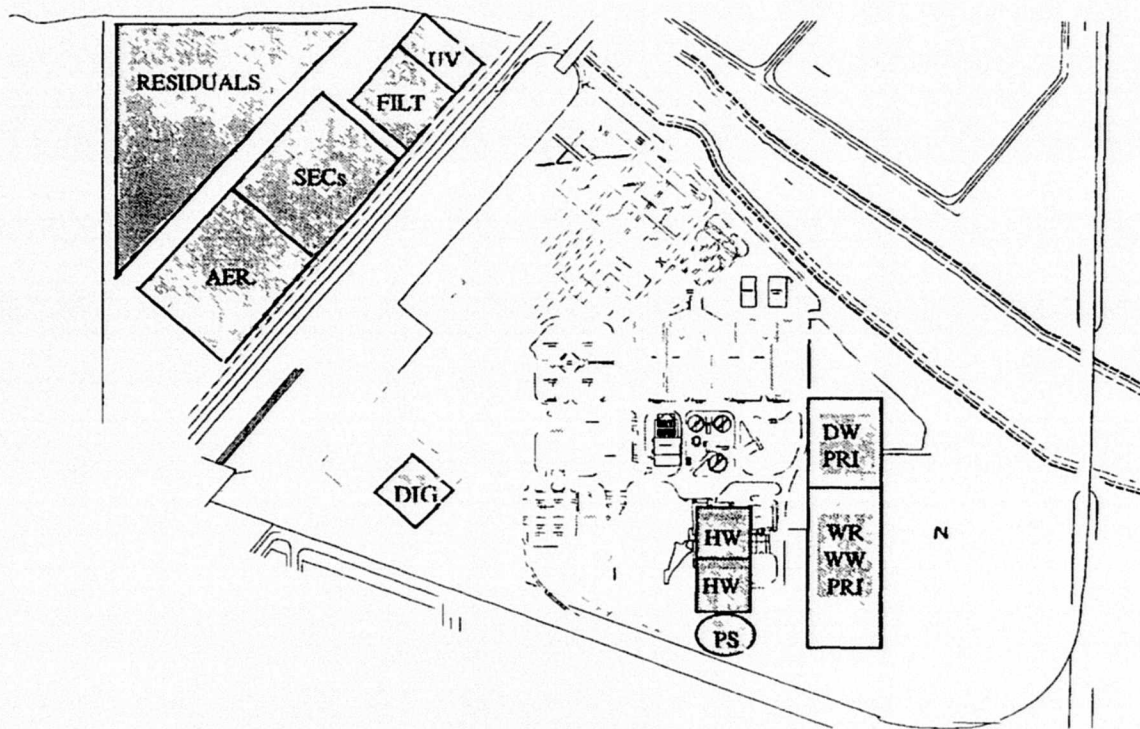 UV
RESIDUALS
FILT
SECs
AER.
DW
PRI
DIG
HW
WR
WW
PRI
N
HW
PS